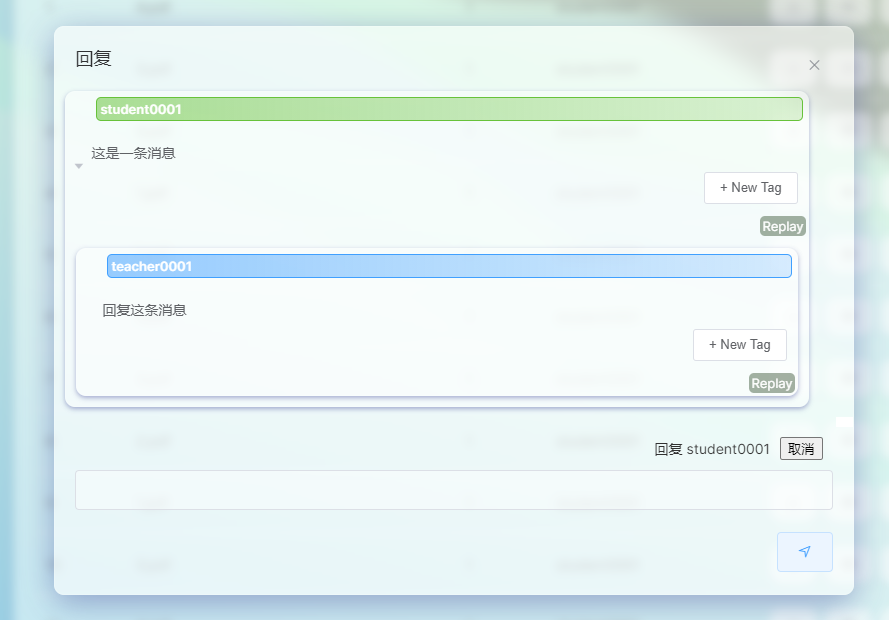 回复
student0001
这是一条消息
+ New Tag
Replay
teacher0001
回复这条消息
+ New Tag
Replay
回复 student0001 取消